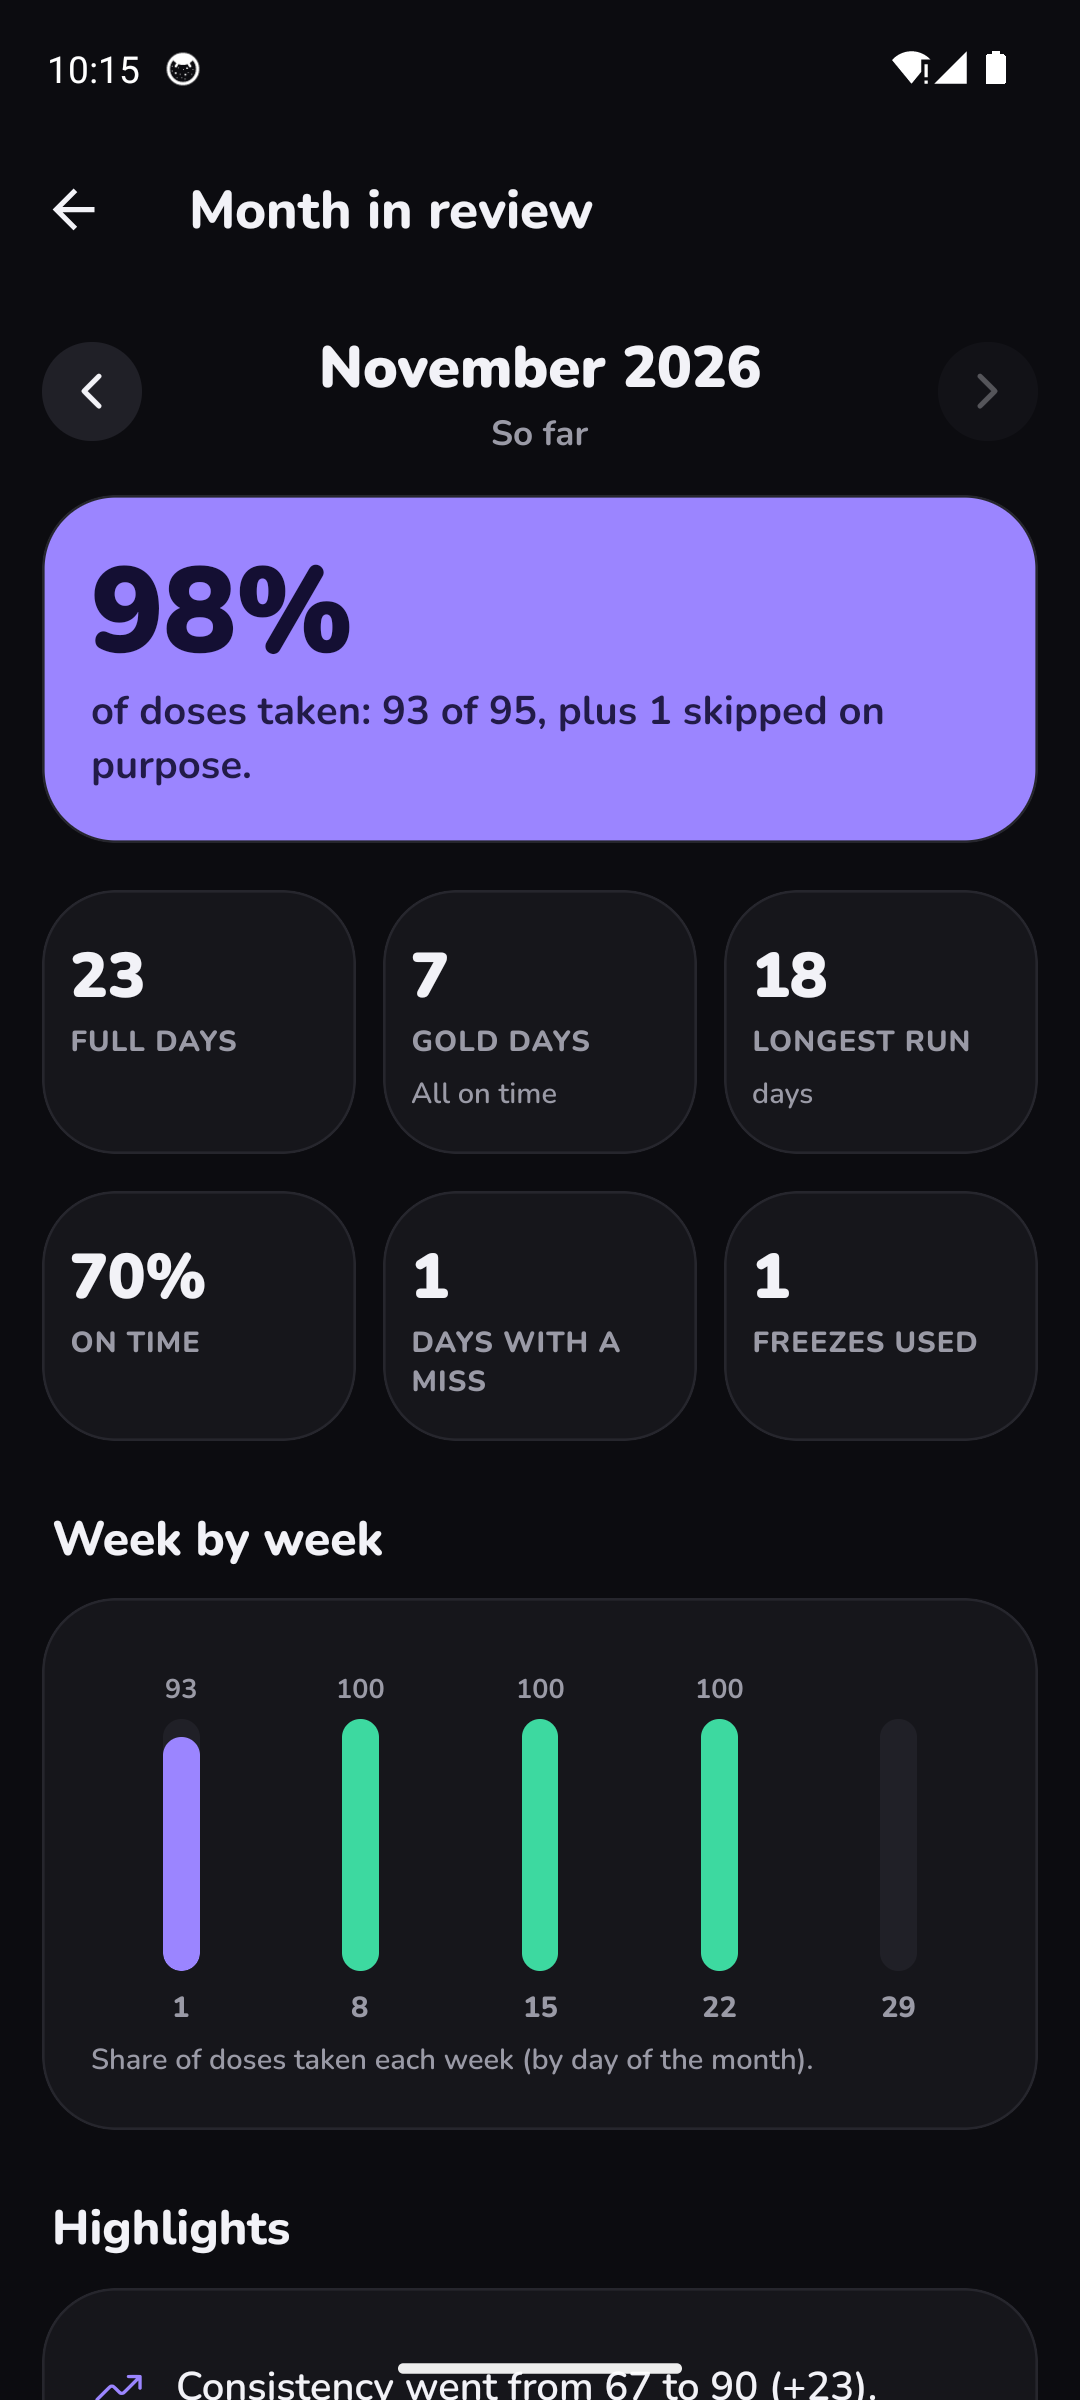 10:15
Month in review
November 2026
So far
98%
of doses taken: 93 of 95, plus 1 skipped on
purpose.
23
FULL DAYS
7
GOLD DAYS
All on time
18
LONGEST RUN
days
70%
ON TIME
1
DAYS WITH A
MISS
1
FREEZES USED
Week by week
93 100 100 100
1 8 15 22 29
Share of doses taken each week (by day of the month).
Highlights
Consistency went from 67 to 90 (+23).